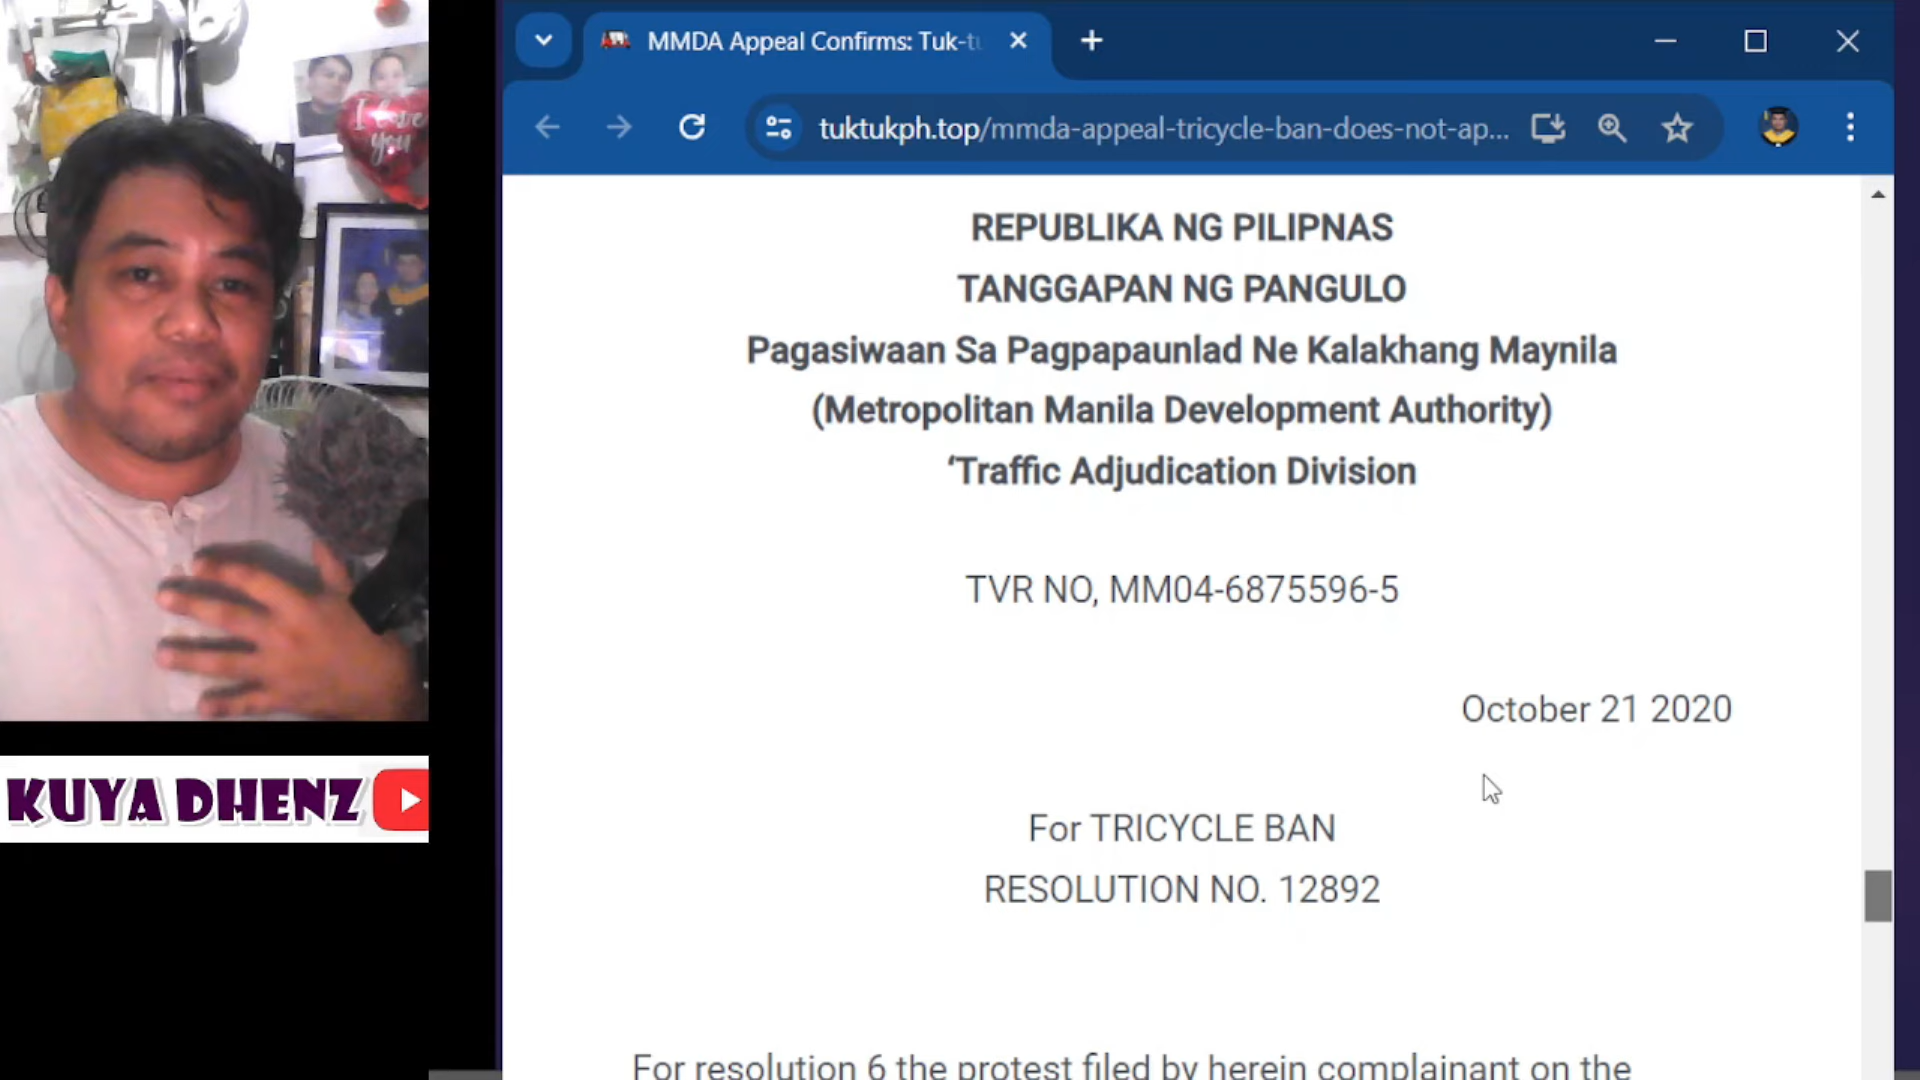 MMDA Appeal Confirms: Tuk-tu
tuktukph.top/mmda-appeal-tricycle-ban-does-not-ap...
I love
you
REPUBLIKA NG PILIPNAS
TANGGAPAN NG PANGULO
Pagasiwaan Sa Pagpapaunlad Ne Kalakhang Maynila
(Metropolitan Manila Development Authority)
‘Traffic Adjudication Division
TVR NO, MM04-6875596-5
October 21 2020
For TRICYCLE BAN
RESOLUTION NO. 12892
For resolution 6 the protest filed by herein complainant on the
KUYA DHENZ